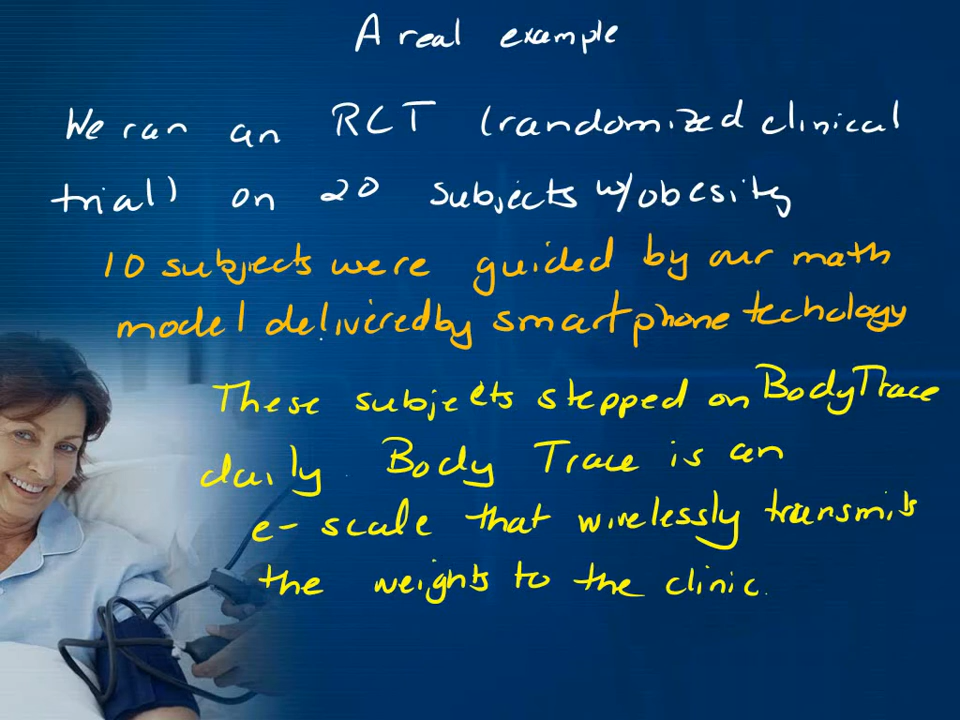 A real example
We ran an RCT (randomized clinical
trial) on 20 subjects w/obesity
10 subjects were guided by our math
model delivered by smartphone techology
These subjects stepped on BodyTrace
daily. Body Trace is an
e-scale that wirelessly transmits
the weights to the clinic.